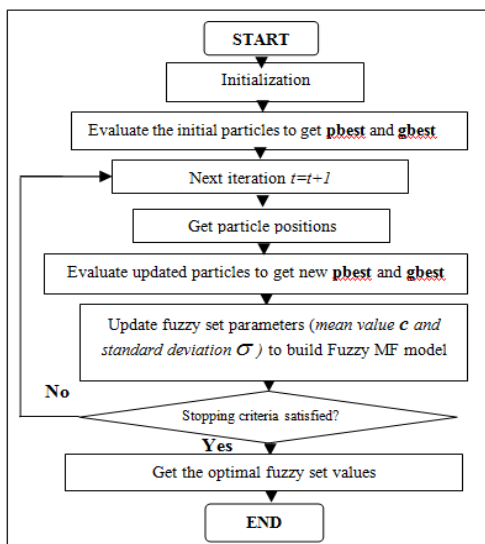 START
Initialization
Evaluate the initial particles to get pbest and gbest
Next iteration t=t+1
Get particle positions
Evaluate updated particles to get new pbest and gbest
Update fuzzy set parameters (mean value c and
standard deviation σ ) to build Fuzzy MF model
No
Stopping criteria satisfied?
Yes
Get the optimal fuzzy set values
END